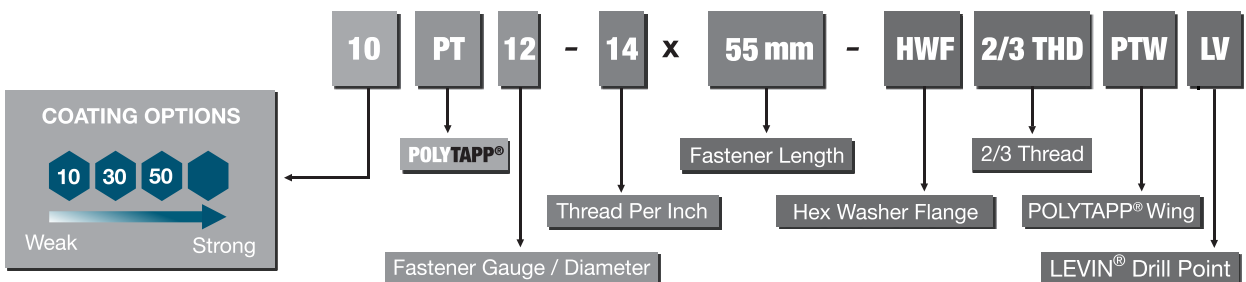 10 PT 12 - 14 x 55 mm - HWF 2/3 THD PTW LV
COATING OPTIONS
10 30 50
Weak Strong
POLYTAPP®
Fastener Length
2/3 Thread
Thread Per Inch
Hex Washer Flange
POLYTAPP® Wing
Fastener Gauge / Diameter
LEVIN® Drill Point